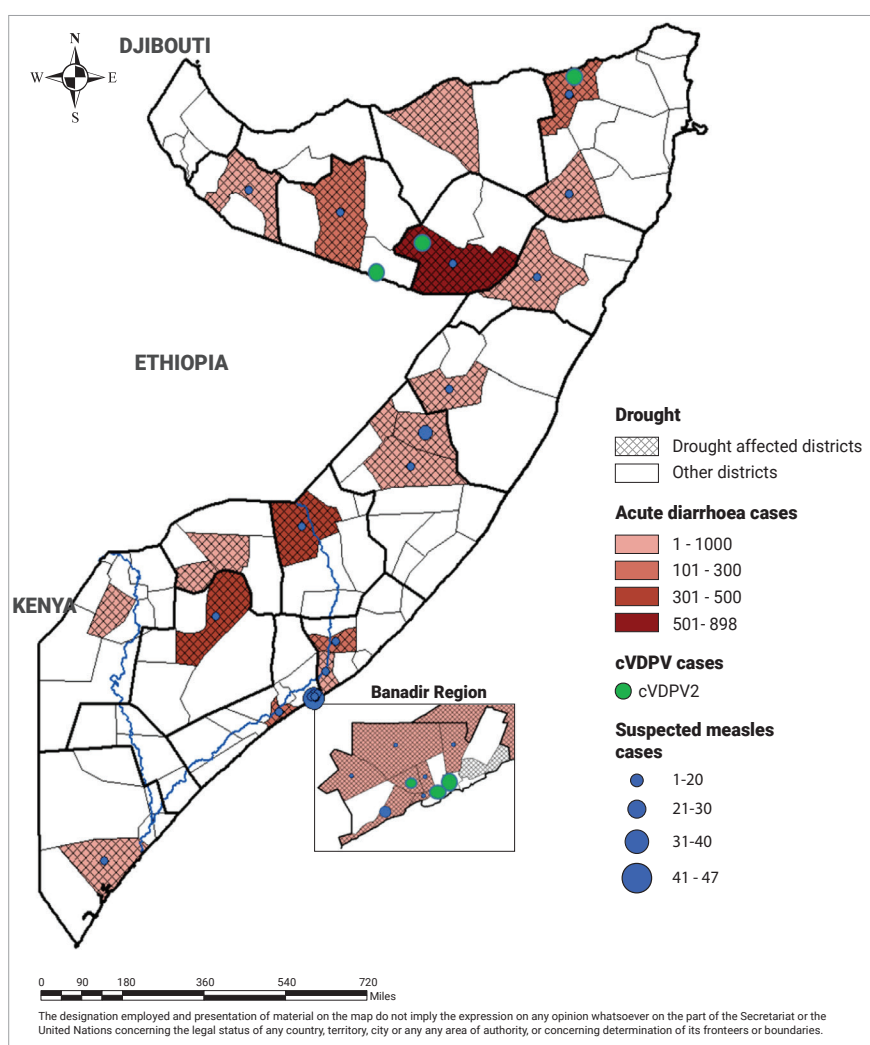 N
W E
S
DJIBOUTI
ETHIOPIA
KENYA
Banadir Region
Drought
Drought affected districts
Other districts
Acute diarrhoea cases
1 - 1000
101 - 300
301 - 500
501- 898
cVDPV cases
cVDPV2
Suspected measles
cases
1-20
21-30
31-40
41 - 47
0 90 180 360 540 720
Miles
The designation employed and presentation of material on the map do not imply the expression on any opinion whatsoever on the part of the Secretariat or the
United Nations concerning the legal status of any country, territory, city or any any area of authority, or concerning determination of its fronteers or boundaries.